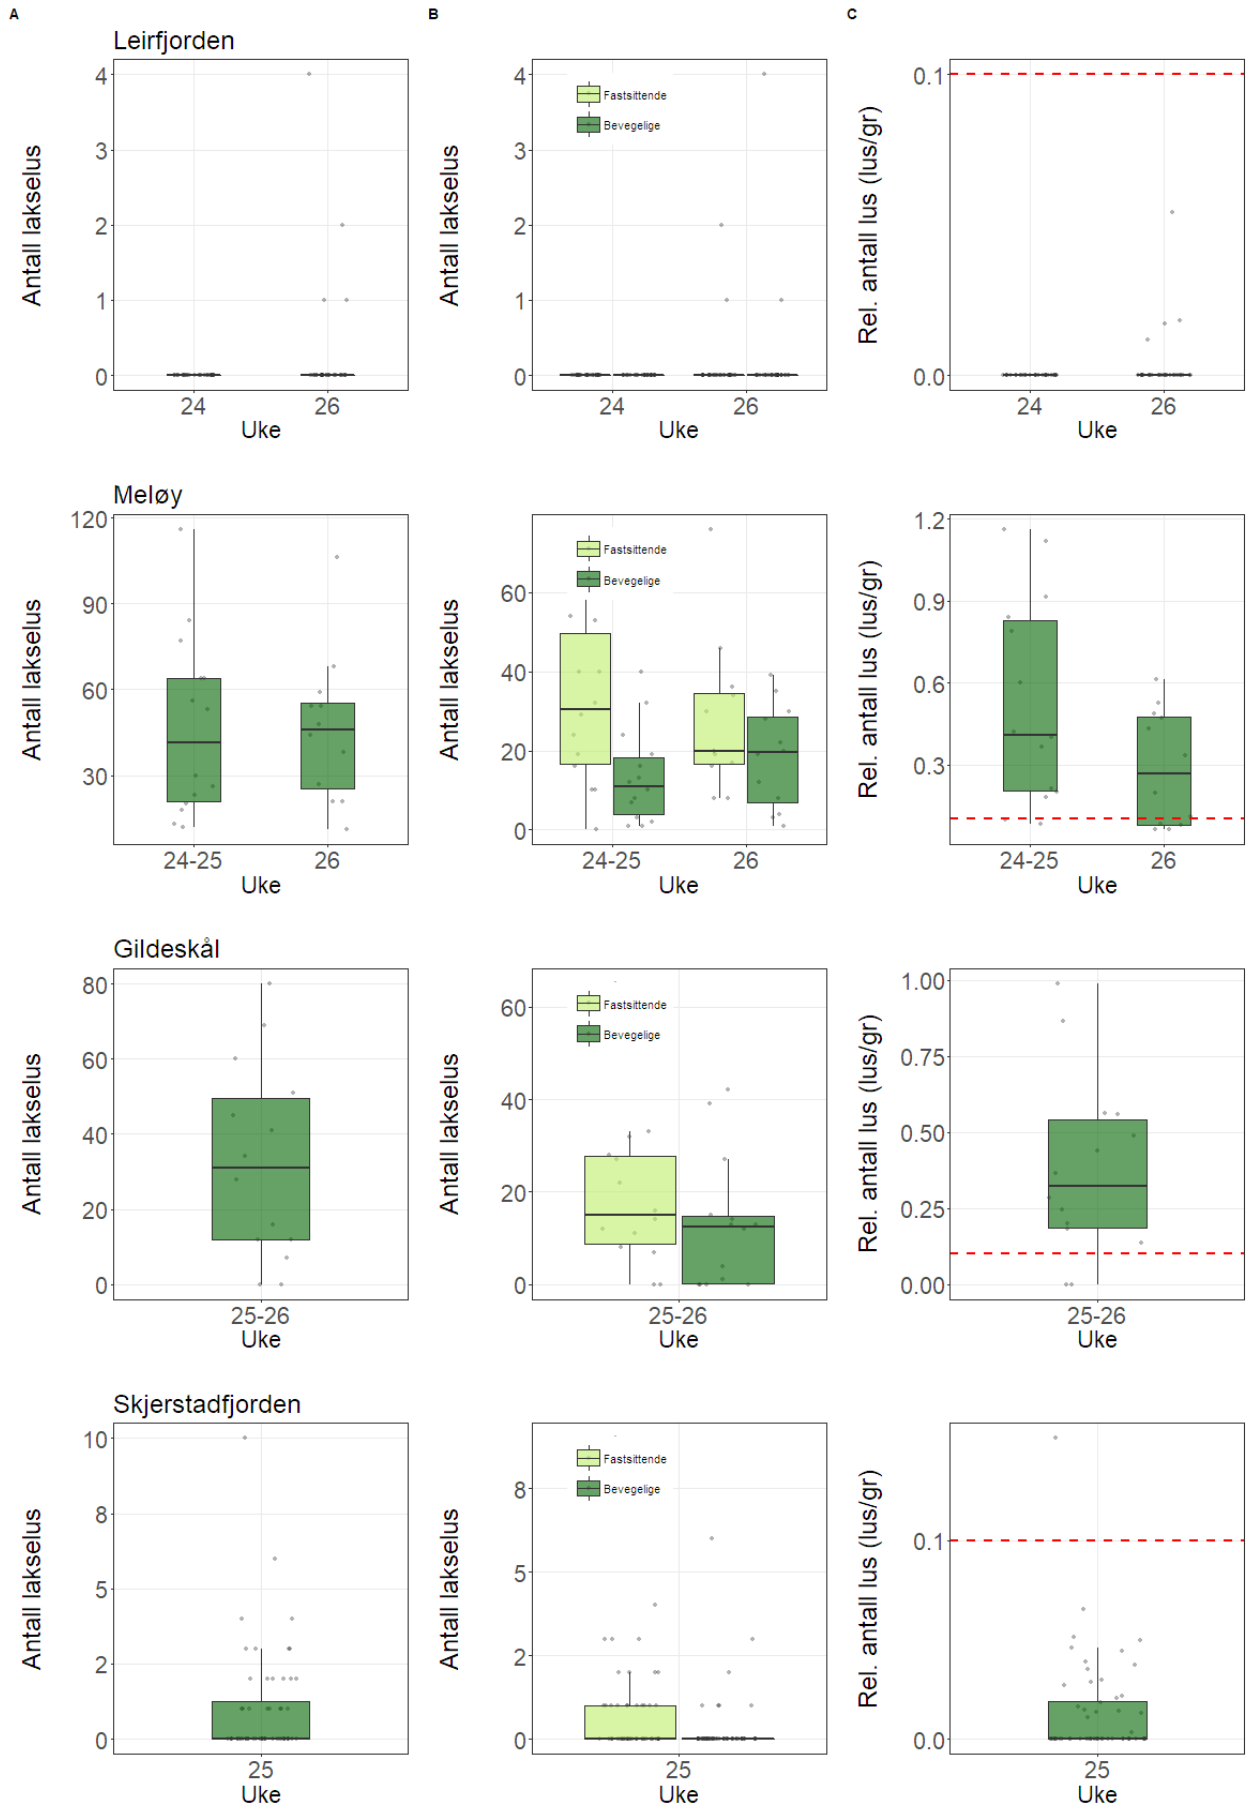 A
B
C
Leirfjorden
Antall lakselus
4
3
2
1
0
24
26
Uke
Antall lakselus
4
3
2
1
0
Fastsittende
Bevegelige
24
26
Uke
Rel. antall lus (lus/gr)
0.1
0.0
24
26
Uke
Meløy
Antall lakselus
120
90
60
30
24-25
26
Uke
Antall lakselus
60
40
20
0
Fastsittende
Bevegelige
24-25
26
Uke
Rel. antall lus (lus/gr)
1.2
0.9
0.6
0.3
24-25
26
Uke
Gildeskål
Antall lakselus
80
60
40
20
0
25-26
Uke
Antall lakselus
60
40
20
0
Fastsittende
Bevegelige
25-26
Uke
Rel. antall lus (lus/gr)
1.00
0.75
0.50
0.25
0.00
25-26
Uke
Skjerstadfjorden
Antall lakselus
10
8
5
2
0
25
Uke
Antall lakselus
8
5
2
0
Fastsittende
Bevegelige
25
Uke
Rel. antall lus (lus/gr)
0.1
0.0
25
Uke